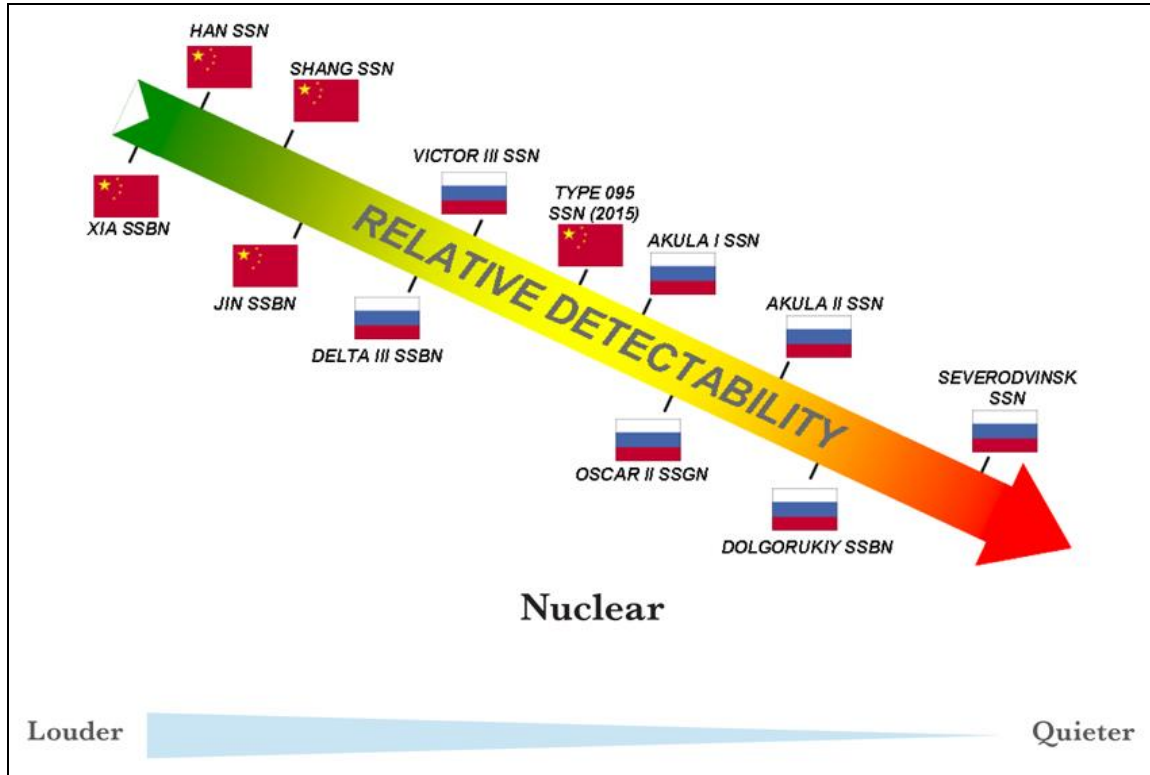 HAN SSN
SHANG SSN
XIA SSBN
JIN SSBN
VICTOR III SSN
DELTA III SSBN
TYPE 095
SSN (2015)
AKULA I SSN
OSCAR II SSGN
AKULA II SSN
DOLGORUKIY SSBN
SEVERODVINSK
SSN
RELATIVE DETECTABILITY
Nuclear
Louder
Quieter